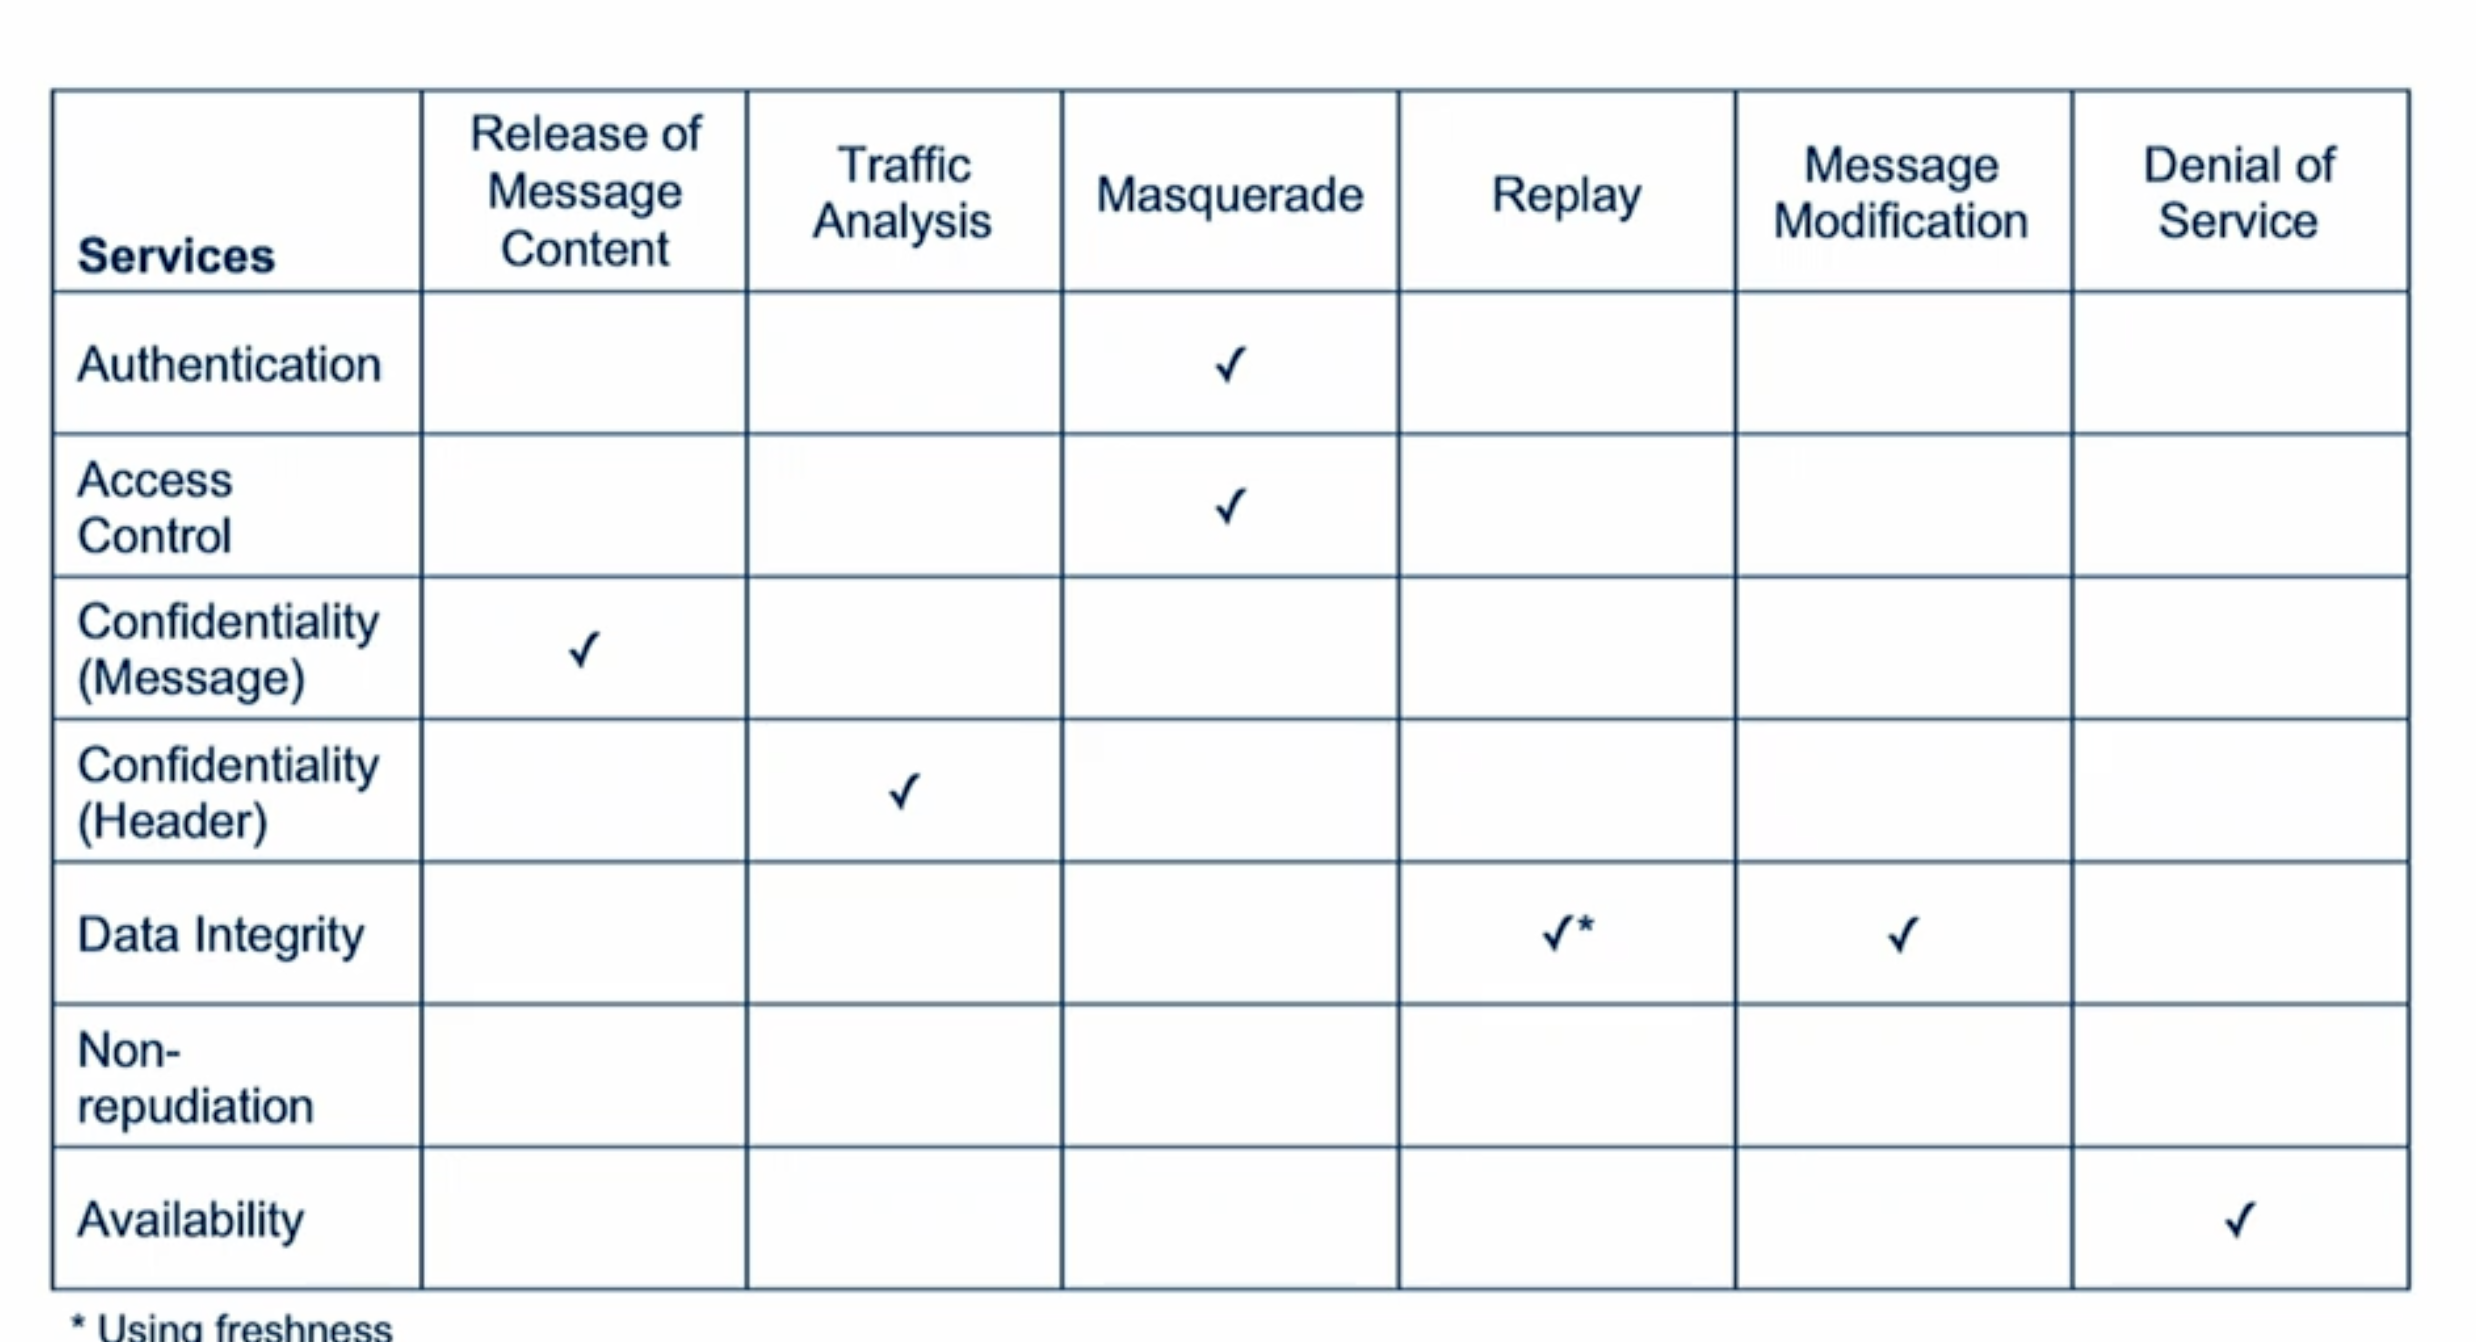 Services
Release of
Message
Content
Traffic
Analysis
Masquerade
Replay
Message
Modification
Denial of
Service
Authentication
✓
Access
Control
✓
Confidentiality
(Message)
✓
Confidentiality
(Header)
✓
Data Integrity
✓*
✓
Non-
repudiation
Availability
✓
* Using freshness